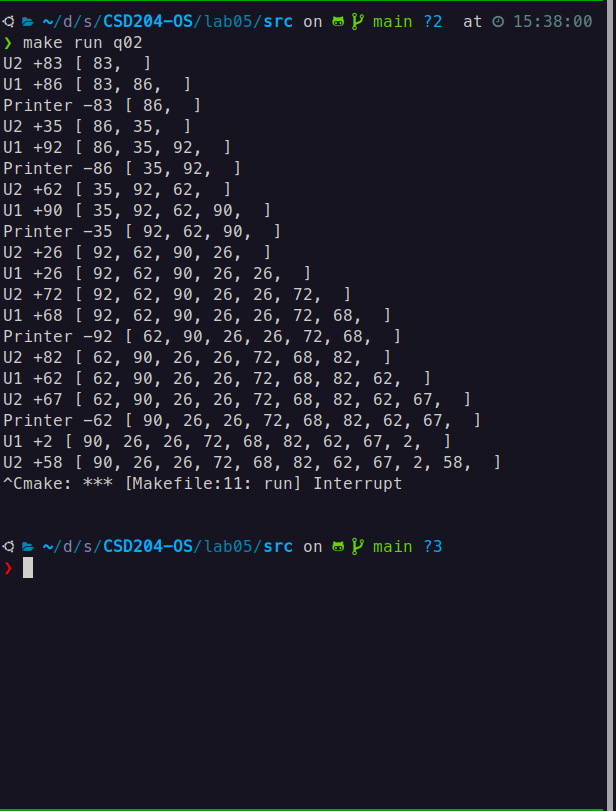 ~/d/s/CSD204-OS/lab05/src on main ?2 at 15:38:00
❯ make run q02
U2 +83 [ 83,  ]
U1 +86 [ 83, 86,  ]
Printer -83 [ 86,  ]
U2 +35 [ 86, 35,  ]
U1 +92 [ 86, 35, 92,  ]
Printer -86 [ 35, 92,  ]
U2 +62 [ 35, 92, 62,  ]
U1 +90 [ 35, 92, 62, 90,  ]
Printer -35 [ 92, 62, 90,  ]
U2 +26 [ 92, 62, 90, 26,  ]
U1 +26 [ 92, 62, 90, 26, 26,  ]
U2 +72 [ 92, 62, 90, 26, 26, 72,  ]
U1 +68 [ 92, 62, 90, 26, 26, 72, 68,  ]
Printer -92 [ 62, 90, 26, 26, 72, 68,  ]
U2 +82 [ 62, 90, 26, 26, 72, 68, 82,  ]
U1 +62 [ 62, 90, 26, 26, 72, 68, 82, 62,  ]
U2 +67 [ 62, 90, 26, 26, 72, 68, 82, 62, 67,  ]
Printer -62 [ 90, 26, 26, 72, 68, 82, 62, 67,  ]
U1 +2 [ 90, 26, 26, 72, 68, 82, 62, 67, 2,  ]
U2 +58 [ 90, 26, 26, 72, 68, 82, 62, 67, 2, 58,  ]
^Cmake: *** [Makefile:11: run] Interrupt
~/d/s/CSD204-OS/lab05/src on main ?3
❯